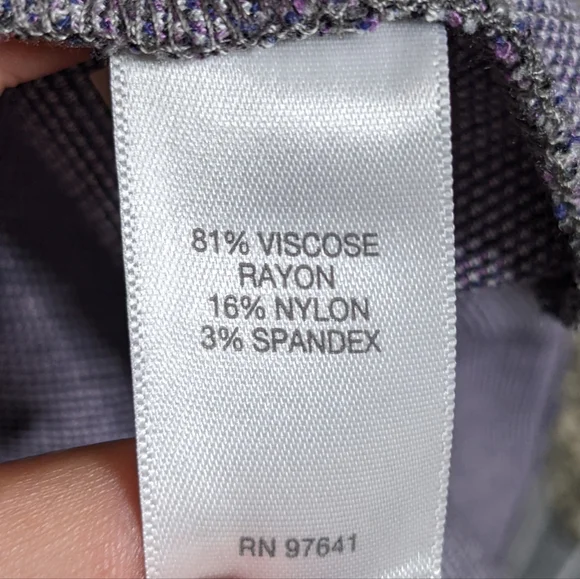 81% VISCOSE
RAYON
16% NYLON
3% SPANDEX
RN 97641